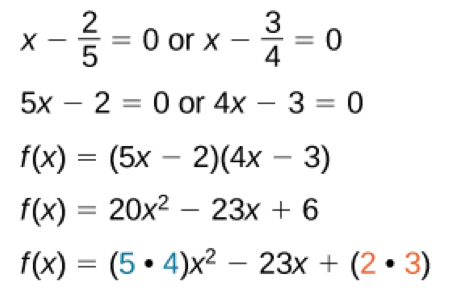 x − 2/5 = 0 or x − 3/4 = 0
5x − 2 = 0 or 4x − 3 = 0
f(x) = (5x − 2)(4x − 3)
f(x) = 20x² − 23x + 6
f(x) = (5 • 4)x² − 23x + (2 • 3)